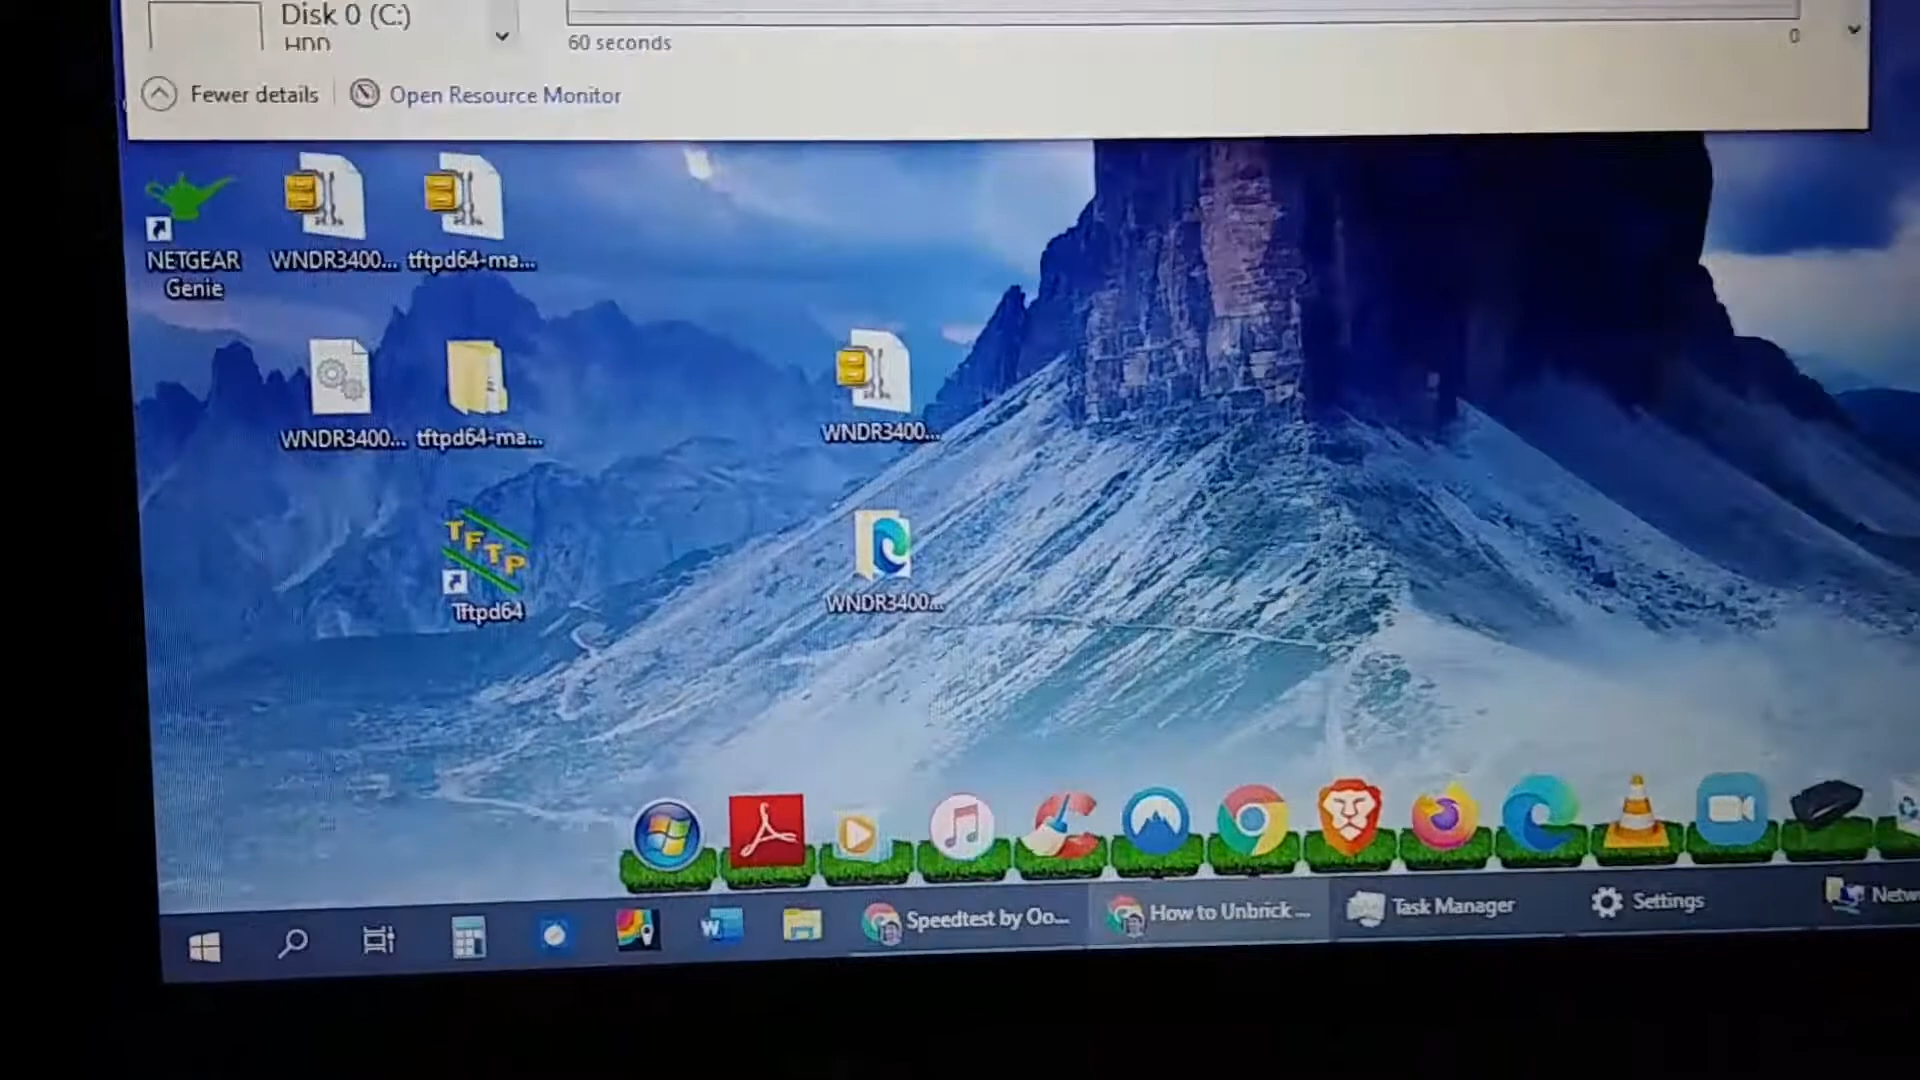 Disk 0 (C:)
HDD
60 seconds
0
Fewer details
Open Resource Monitor
NETGEAR
Genie
WNDR3400...
tftpd64-ma...
WNDR3400...
tftpd64-ma...
WNDR3400...
TFTP
Tftpd64
WNDR3400...
Speedtest by Oo...
How to Unbrick ...
Task Manager
Settings
Netw